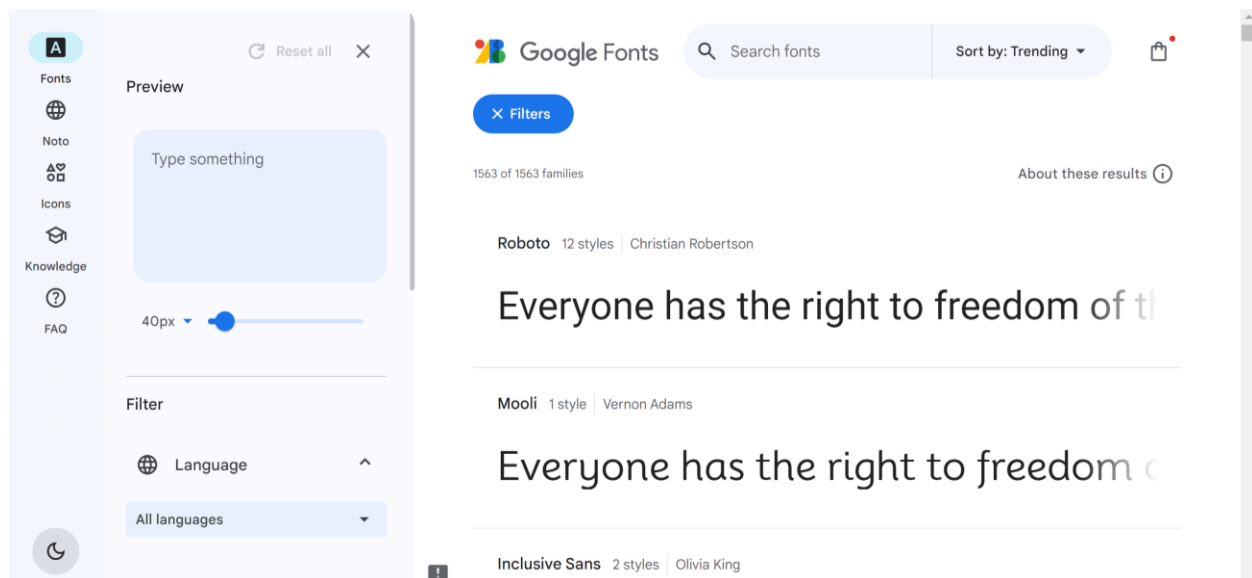 Fonts
Noto
Icons
Knowledge
FAQ
Reset all
Preview
Type something
40px
Filter
Language
All languages
Google Fonts
Search fonts
Sort by: Trending
Filters
1563 of 1563 families
About these results
Roboto 12 styles Christian Robertson
Everyone has the right to freedom of th
Mooli 1 style Vernon Adams
Everyone has the right to freedom
Inclusive Sans 2 styles Olivia King